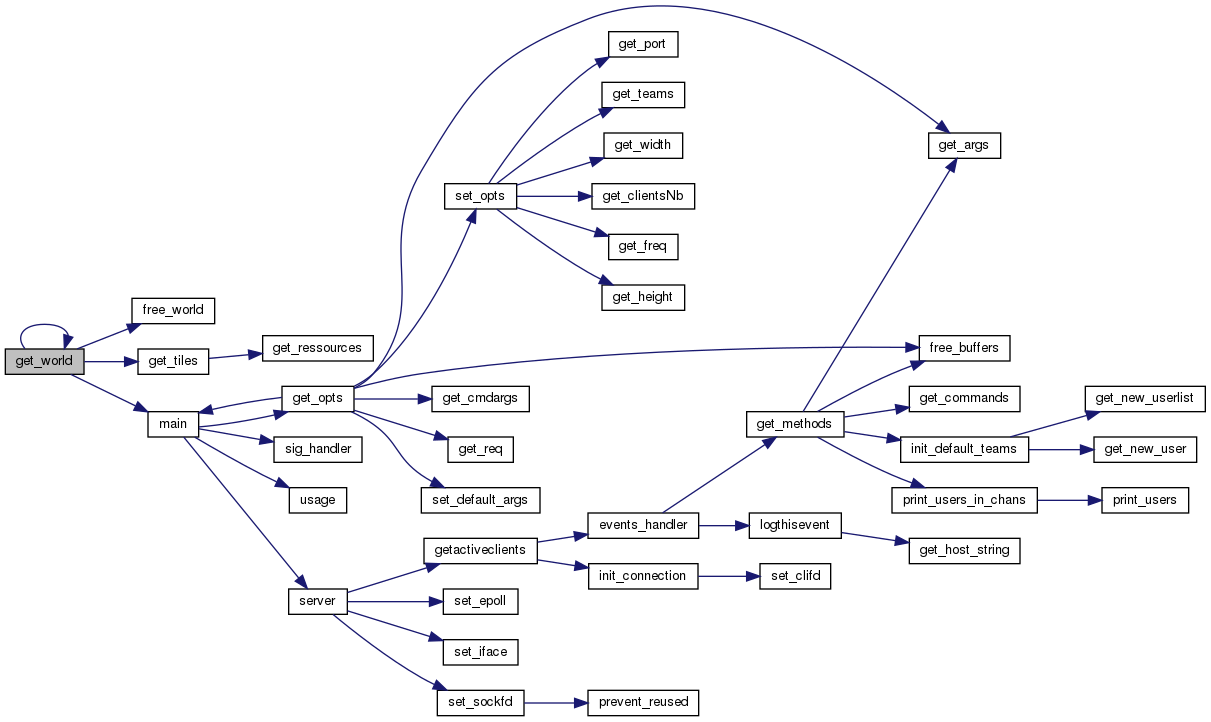 get_port
get_teams
get_width
get_args
set_opts
get_clientsNb
get_freq
get_height
free_world
get_world
get_tiles
get_ressources
free_buffers
main
get_opts
get_cmdargs
get_commands
get_new_userlist
get_methods
sig_handler
get_req
init_default_teams
get_new_user
usage
set_default_args
print_users_in_chans
print_users
events_handler
logthisevent
getactiveclients
get_host_string
init_connection
set_clifd
server
set_epoll
set_iface
set_sockfd
prevent_reused